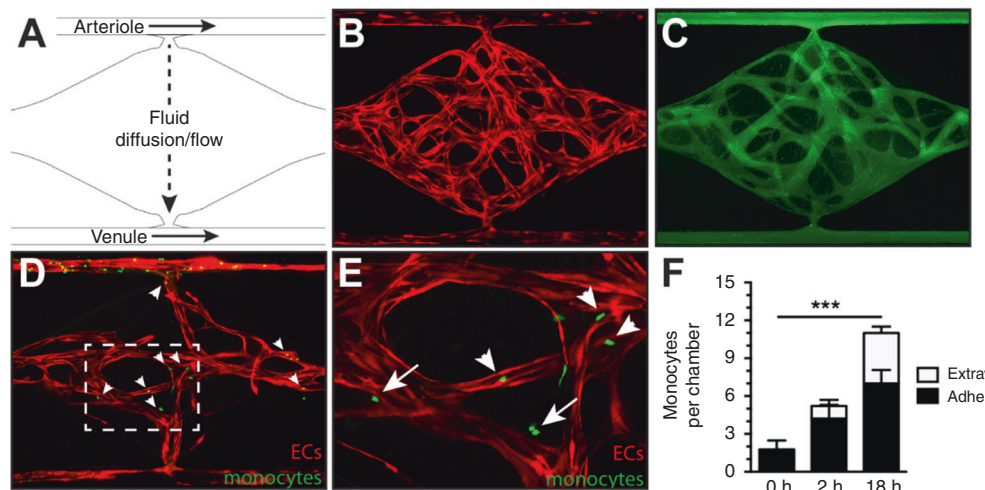 A
Arteriole
Fluid
diffusion/flow
Venule
B
C
D
ECs
monocytes
E
ECs
monocytes
F
15
12
9
6
3
0
Monocytes
per chamber
***
0 h
2 h
18 h
Extra
Adhe